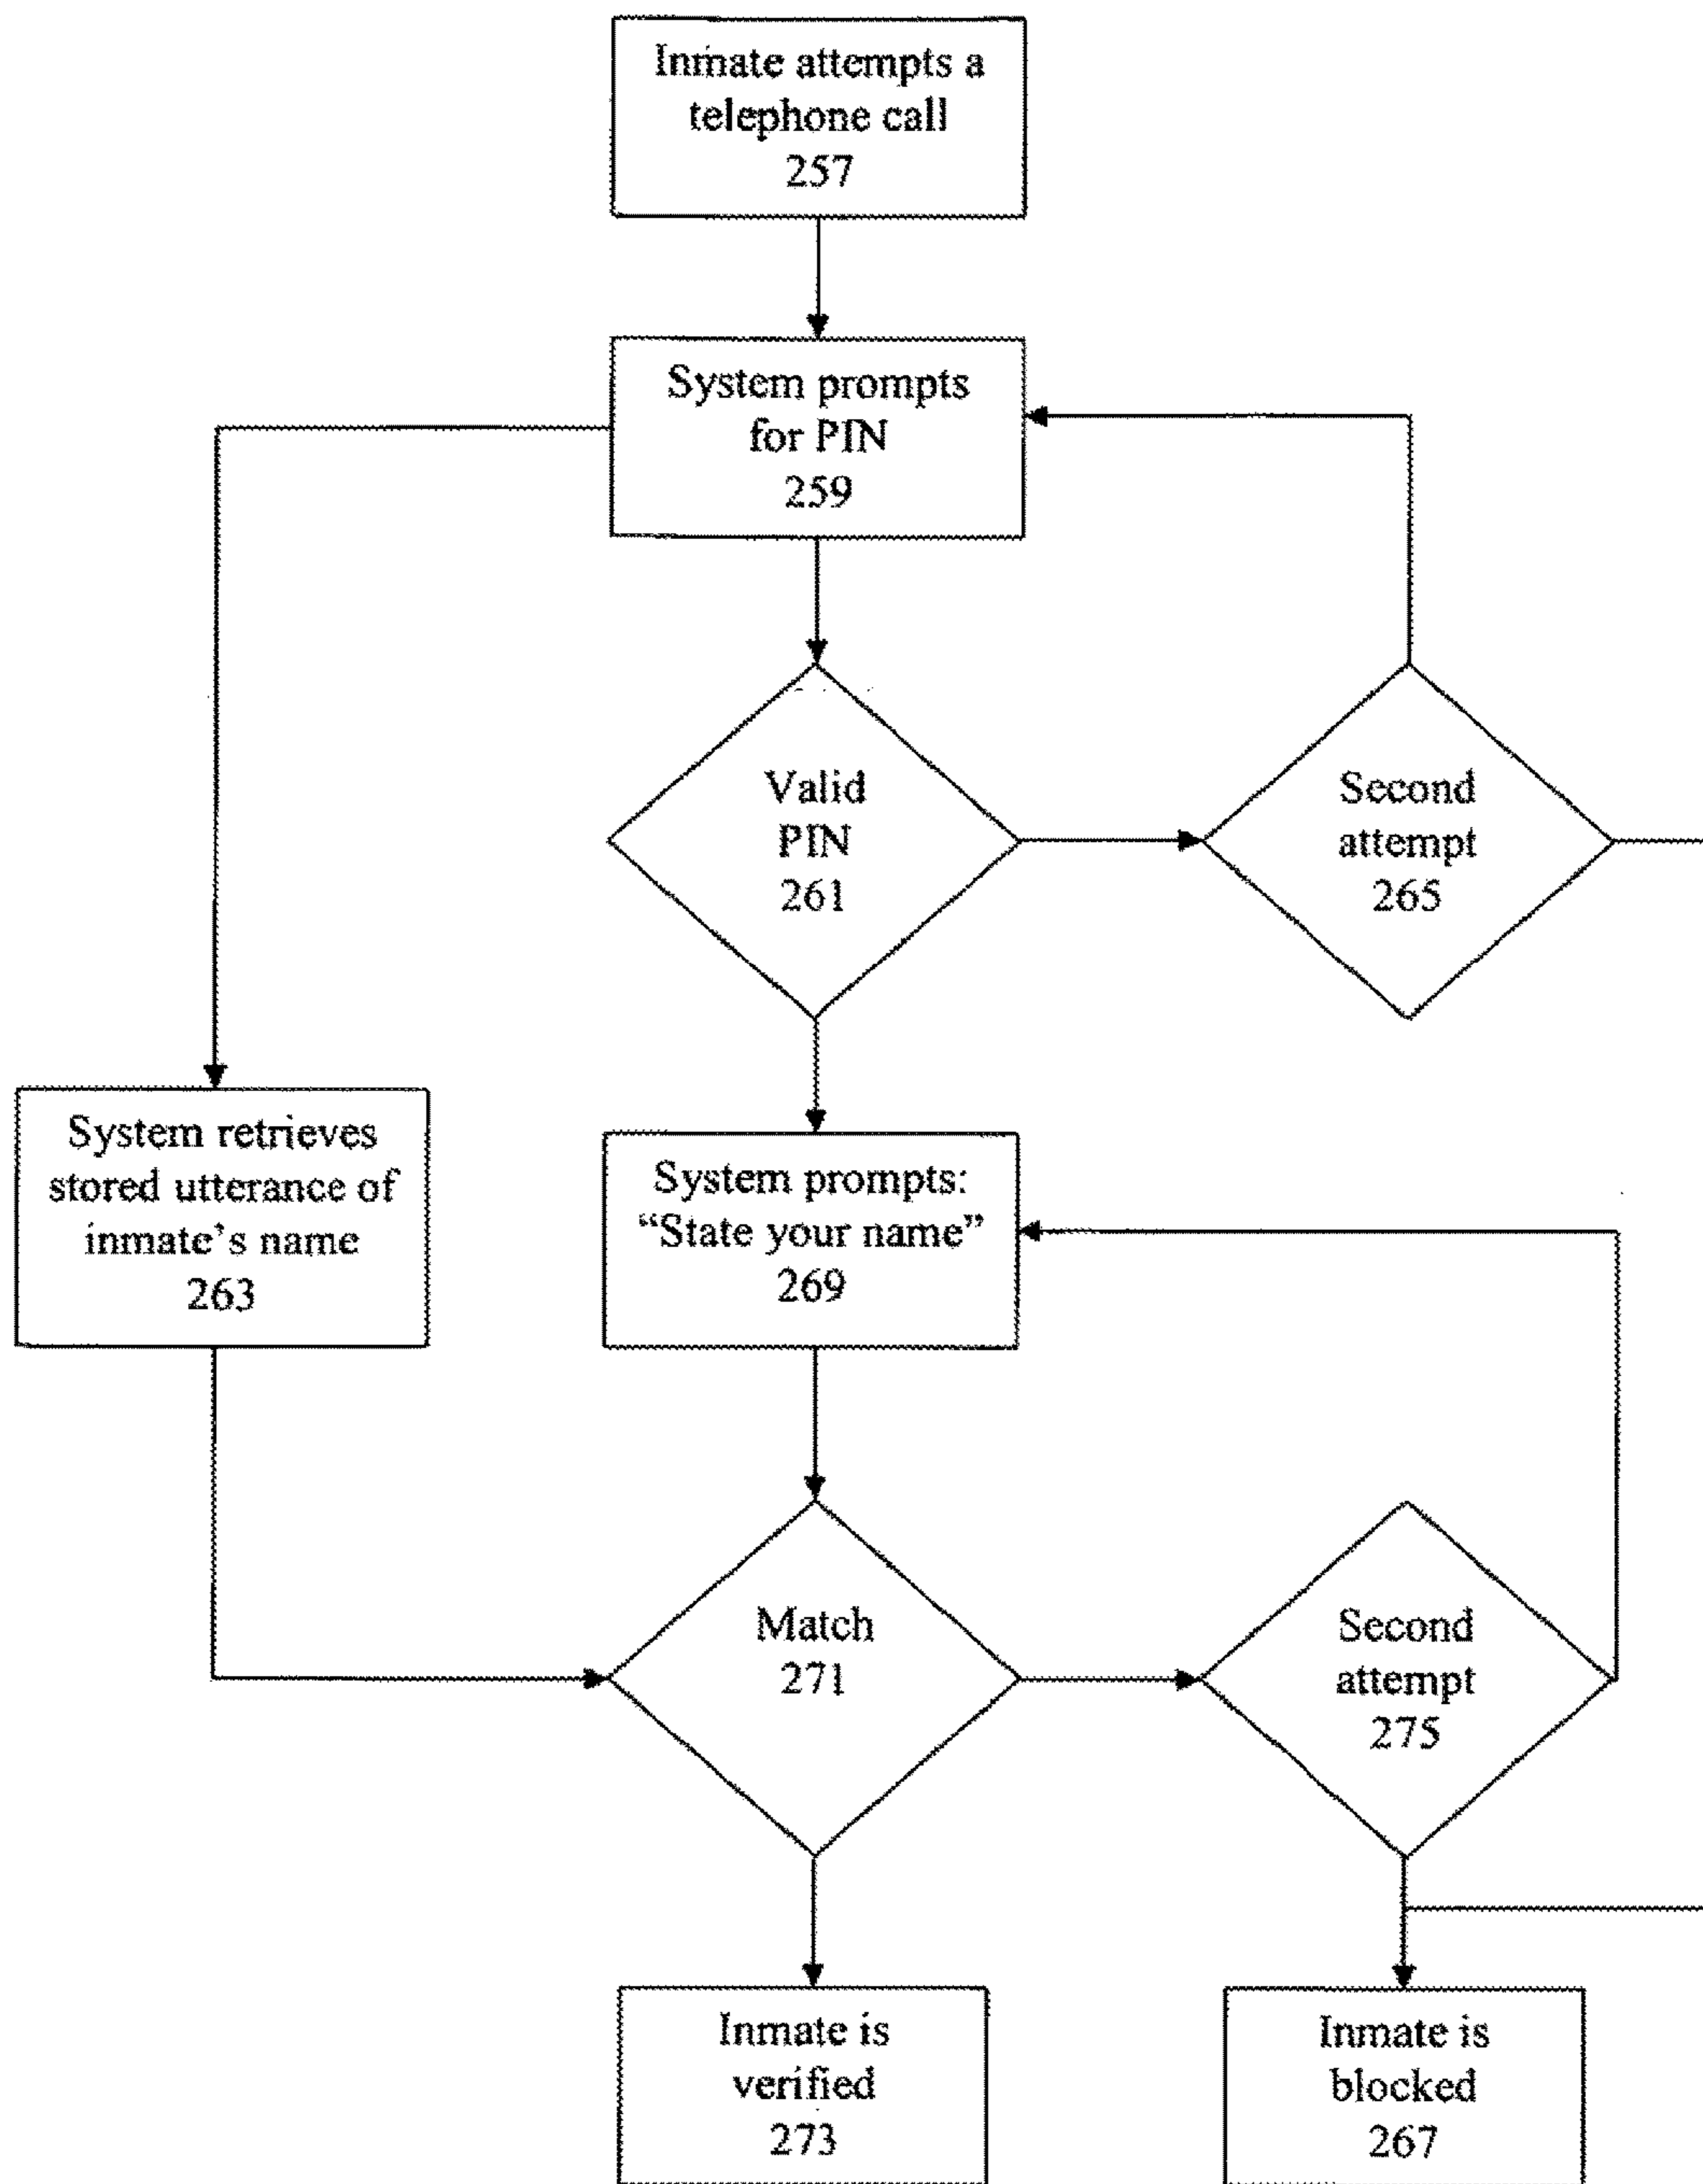 Inmate attempts a
telephone call
257
System prompts
for PIN
259
Valid
PIN
261
Second
attempt
265
System retrieves
stored utterance of
inmate's name
263
System prompts:
“State your name”
269
Match
271
Second
attempt
275
Inmate is
verified
273
Inmate is
blocked
267